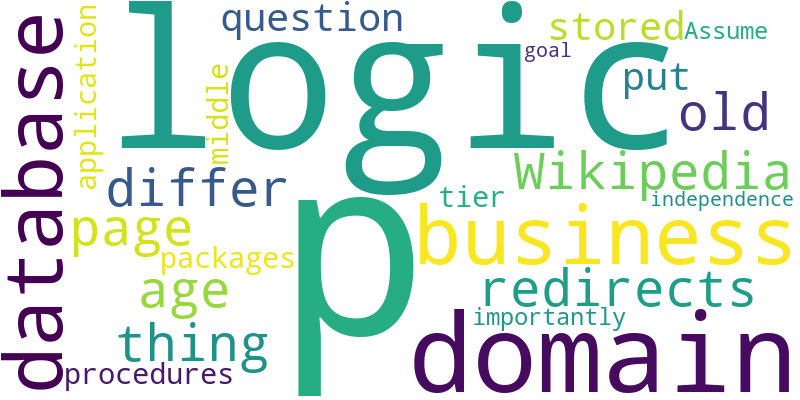 logic
question
stored
Assume
goal
put
old
database
application
middle
differ
Wikipedia
tier
independence
p
page
business
packages
age
redirects
importantly
thing
domain
procedures